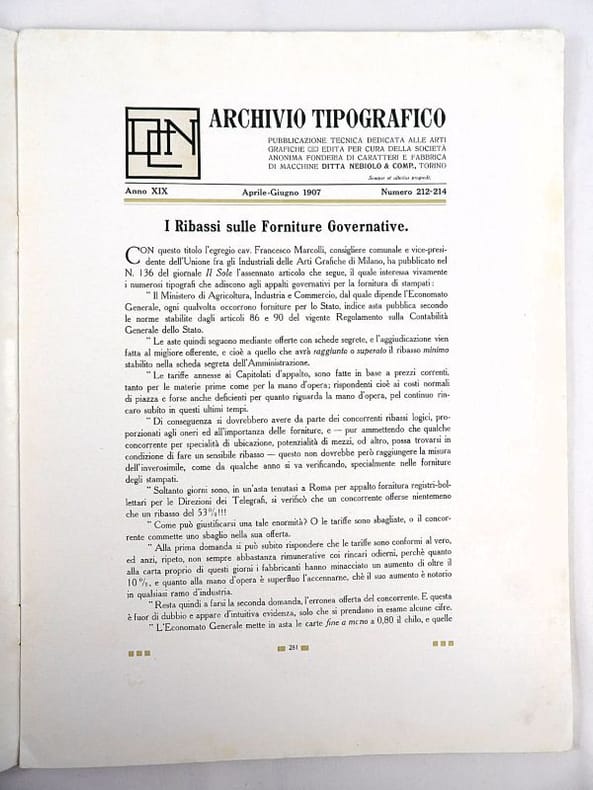 DCN
ARCHIVIO TIPOGRAFICO
PUBBLICAZIONE TECNICA DEDICATA ALLE ARTI
GRAFICHE EDITA PER CURA DELLA SOCIETÀ
ANONIMA FONDERIA DI CARATTERI E FABBRICA
DI MACCHINE DITTA NEBIOLO & COMP., TORINO
Semper ad ulteriora progredi.
Anno XIX Aprile-Giugno 1907 Numero 212-214
I Ribassi sulle Forniture Governative.
CON questo titolo l'egregio cav. Francesco Marcolli, consigliere comunale e vice-presi-
dente dell'Unione fra gli Industriali delle Arti Grafiche di Milano, ha pubblicato nel
N. 136 del giornale Il Sole l'assennato articolo che segue, il quale interessa vivamente
i numerosi tipografi che adiscono agli appalti governativi per la fornitura di stampati:
" Il Ministero di Agricoltura, Industria e Commercio, dal quale dipende l'Economato
Generale, ogni qualvolta occorrono forniture per lo Stato, indice asta pubblica secondo
le norme stabilite dagli articoli 86 e 90 del vigente Regolamento sulla Contabilità
Generale dello Stato.
" Le aste quindi seguono mediante offerte con schede segrete, e l'aggiudicazione vien
fatta al migliore offerente, e cioè a quello che avrà raggiunto o superato il ribasso minimo
stabilito nella scheda segreta dell'Amministrazione.
" Le tariffe annesse ai Capitolati d'appalto, sono fatte in base a prezzi correnti,
tanto per le materie prime come per la mano d'opera; rispondenti cioè ai costi normali
di piazza e forse anche deficienti per quanto riguarda la mano d'opera, pel continuo rin-
caro subito in questi ultimi tempi.
" Di conseguenza si dovrebbero avere da parte dei concorrenti ribassi logici, pro-
porzionati agli oneri ed all'importanza delle forniture, e — pur ammettendo che qualche
concorrente per specialità di ubicazione, potenzialità di mezzi, od altro, possa trovarsi in
condizione di fare un sensibile ribasso — questo non dovrebbe però raggiungere la misura
dell'inverosimile, come da qualche anno si va verificando, specialmente nelle forniture
degli stampati.
" Soltanto giorni sono, in un'asta tenutasi a Roma per appalto fornitura registri-bol-
lettari per le Direzioni dei Telegrafi, si verificò che un concorrente offerse nientemeno
che un ribasso del 53 %!!!
" Come può giustificarsi una tale enormità? O le tariffe sono sbagliate, o il concor-
rente commette uno sbaglio nella sua offerta.
" Alla prima domanda si può subito rispondere che le tariffe sono conformi al vero,
ed anzi, ripeto, non sempre abbastanza rimunerative coi rincari odierni, perchè quanto
alla carta proprio di questi giorni i fabbricanti hanno minacciato un aumento di oltre il
10 %, e quanto alla mano d'opera è superfluo l'accennarne, chè il suo aumento è notorio
in qualsiasi ramo d'industria.
" Resta quindi a farsi la seconda domanda, l'erronea offerta del concorrente. E questa
è fuor di dubbio e appare d'intuitiva evidenza, solo che si prendano in esame alcune cifre.
" L'Economato Generale mette in asta le carte fine a mano a 0,80 il chilo, e quelle
281